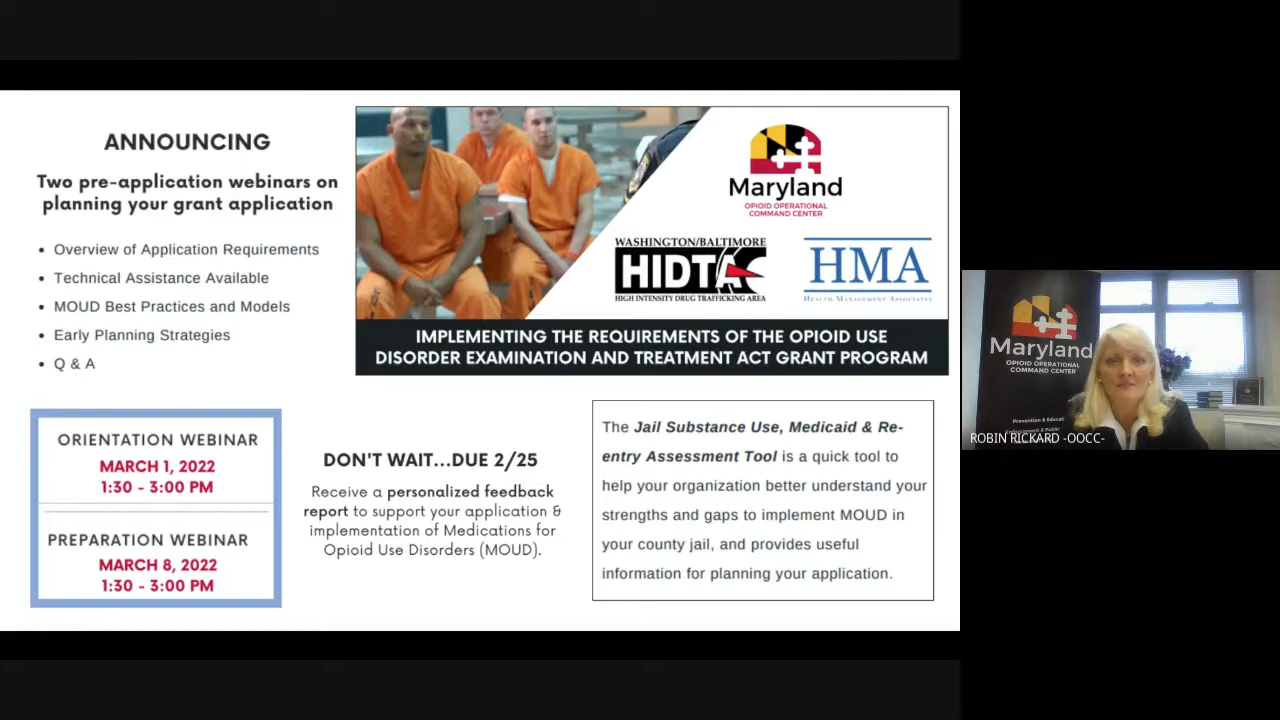 ANNOUNCING
Two pre-application webinars on
planning your grant application
• Overview of Application Requirements
• Technical Assistance Available
• MOUD Best Practices and Models
• Early Planning Strategies
• Q & A
Maryland
OPIOID OPERATIONAL
COMMAND CENTER
WASHINGTON/BALTIMORE
HIDTA
HIGH INTENSITY DRUG TRAFFICKING AREA
HMA
HEALTH MANAGEMENT ASSOCIATES
IMPLEMENTING THE REQUIREMENTS OF THE OPIOID USE
DISORDER EXAMINATION AND TREATMENT ACT GRANT PROGRAM
ORIENTATION WEBINAR
MARCH 1, 2022
1:30 - 3:00 PM
PREPARATION WEBINAR
MARCH 8, 2022
1:30 - 3:00 PM
DON'T WAIT...DUE 2/25
Receive a personalized feedback
report to support your application &
implementation of Medications for
Opioid Use Disorders (MOUD).
The Jail Substance Use, Medicaid & Re-
entry Assessment Tool is a quick tool to
help your organization better understand your
strengths and gaps to implement MOUD in
your county jail, and provides useful
information for planning your application.
Maryland
OPIOID OPERATIONAL
COMMAND CENTER
Prevention & Educati
Enforcement & Public
ROBIN RICKARD -OOCC-